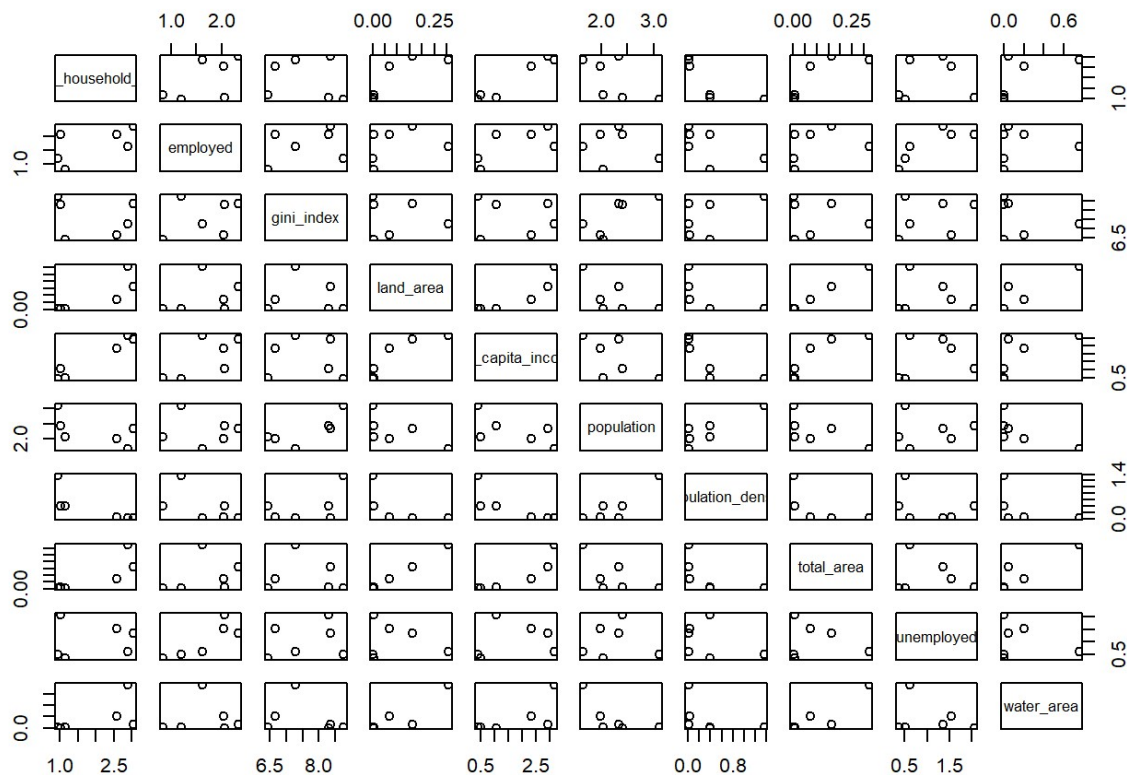 1.0 2.0 0.00 0.25 2.0 3.0 0.00 0.25 0.0 0.6
_household_ 1.0
1.0 employed
gini_index 6.5
0.00 land_area
_capita_inco 0.5
2.0 population
oulation_dens 0.0 1.4
0.00 total_area
unemployed 0.5
0.0 water_area
1.0 2.5 6.5 8.0 0.5 2.5 0.0 0.8 0.5 1.5